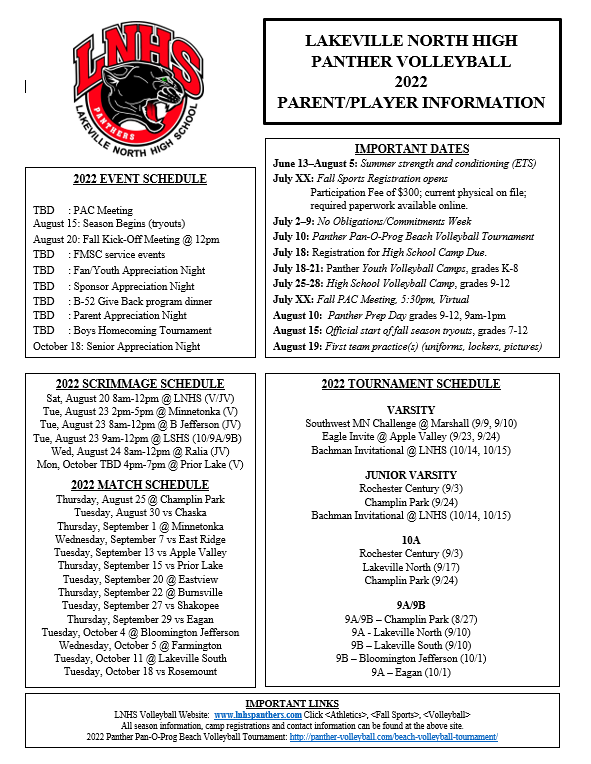 LNHS
PANTHERS
LAKEVILLE NORTH HIGH SCHOOL
LAKEVILLE NORTH HIGH
PANTHER VOLLEYBALL
2022
PARENT/PLAYER INFORMATION
2022 EVENT SCHEDULE
TBD : PAC Meeting
August 15: Season Begins (tryouts)
August 20: Fall Kick-Off Meeting @ 12pm
TBD : FMSC service events
TBD : Fan/Youth Appreciation Night
TBD : Sponsor Appreciation Night
TBD : B-52 Give Back program dinner
TBD : Parent Appreciation Night
TBD : Boys Homecoming Tournament
October 18: Senior Appreciation Night
IMPORTANT DATES
June 13–August 5: Summer strength and conditioning (ETS)
July XX: Fall Sports Registration opens
Participation Fee of $300; current physical on file;
required paperwork available online.
July 2–9: No Obligations/Commitments Week
July 10: Panther Pan-O-Prog Beach Volleyball Tournament
July 18: Registration for High School Camp Due.
July 18-21: Panther Youth Volleyball Camps, grades K-8
July 25-28: High School Volleyball Camp, grades 9-12
July XX: Fall PAC Meeting, 5:30pm, Virtual
August 10: Panther Prep Day grades 9-12, 9am-1pm
August 15: Official start of fall season tryouts, grades 7-12
August 19: First team practice(s) (uniforms, lockers, pictures)
2022 SCRIMMAGE SCHEDULE
Sat, August 20 8am-12pm @ LNHS (V/JV)
Tue, August 23 2pm-5pm @ Minnetonka (V)
Tue, August 23 8am-12pm @ B Jefferson (JV)
Tue, August 23 9am-12pm @ LSHS (10/9A/9B)
Wed, August 24 8am-12pm @ Ralia (JV)
Mon, October TBD 4pm-7pm @ Prior Lake (V)
2022 MATCH SCHEDULE
Thursday, August 25 @ Champlin Park
Tuesday, August 30 vs Chaska
Thursday, September 1 @ Minnetonka
Wednesday, September 7 vs East Ridge
Tuesday, September 13 vs Apple Valley
Thursday, September 15 vs Prior Lake
Tuesday, September 20 @ Eastview
Thursday, September 22 @ Burnsville
Tuesday, September 27 vs Shakopee
Thursday, September 29 vs Eagan
Tuesday, October 4 @ Bloomington Jefferson
Wednesday, October 5 @ Farmington
Tuesday, October 11 @ Lakeville South
Tuesday, October 18 vs Rosemount
2022 TOURNAMENT SCHEDULE
VARSITY
Southwest MN Challenge @ Marshall (9/9, 9/10)
Eagle Invite @ Apple Valley (9/23, 9/24)
Bachman Invitational @ LNHS (10/14, 10/15)
JUNIOR VARSITY
Rochester Century (9/3)
Champlin Park (9/24)
Bachman Invitational @ LNHS (10/14, 10/15)
10A
Rochester Century (9/3)
Lakeville North (9/17)
Champlin Park (9/24)
9A/9B
9A/9B – Champlin Park (8/27)
9A - Lakeville North (9/10)
9B – Lakeville South (9/10)
9B – Bloomington Jefferson (10/1)
9A – Eagan (10/1)
IMPORTANT LINKS
LNHS Volleyball Website: www.lnhspanthers.com Click <Athletics>, <Fall Sports>, <Volleyball>
All season information, camp registrations and contact information can be found at the above site.
2022 Panther Pan-O-Prog Beach Volleyball Tournament: http://panther-volleyball.com/beach-volleyball-tournament/